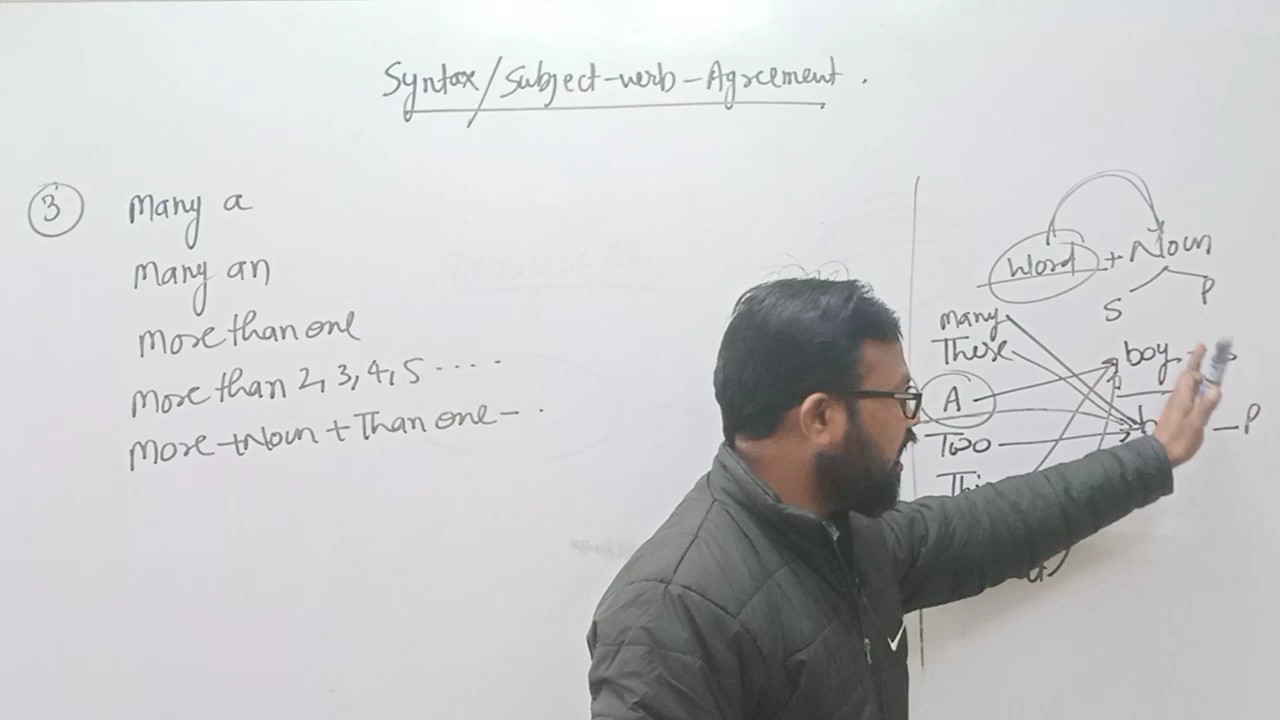 Syntax/Subject-verb-Agreement.
3 Many a
Many an
More than one
More than 2, 3, 4, 5 ....
More + Noun + Than one - .
Word + Noun
S P
Many
These
boy
A
P
Two